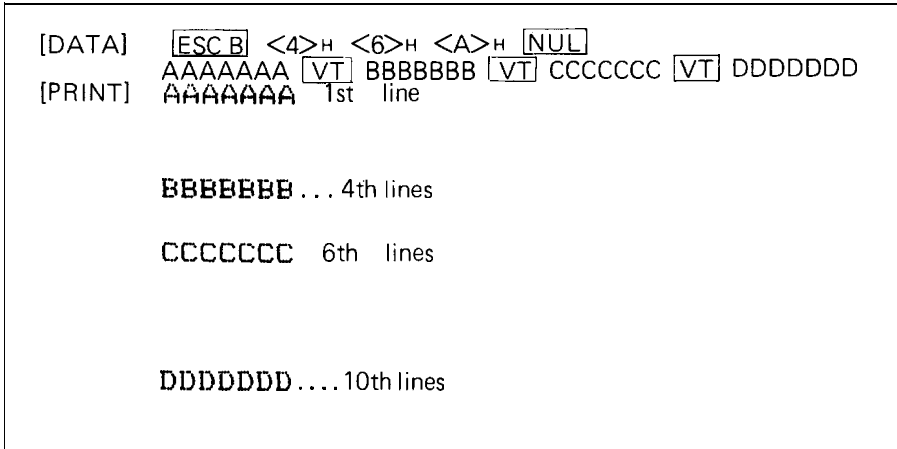 [DATA] ESC B <4>H <6>H <A>H NUL
AAAAAAA VT BBBBBBB VT CCCCCCC VT DDDDDDD
[PRINT] AAAAAAA 1st line
BBBBBBB ... 4th lines
CCCCCCC 6th lines
DDDDDDD .... 10th lines